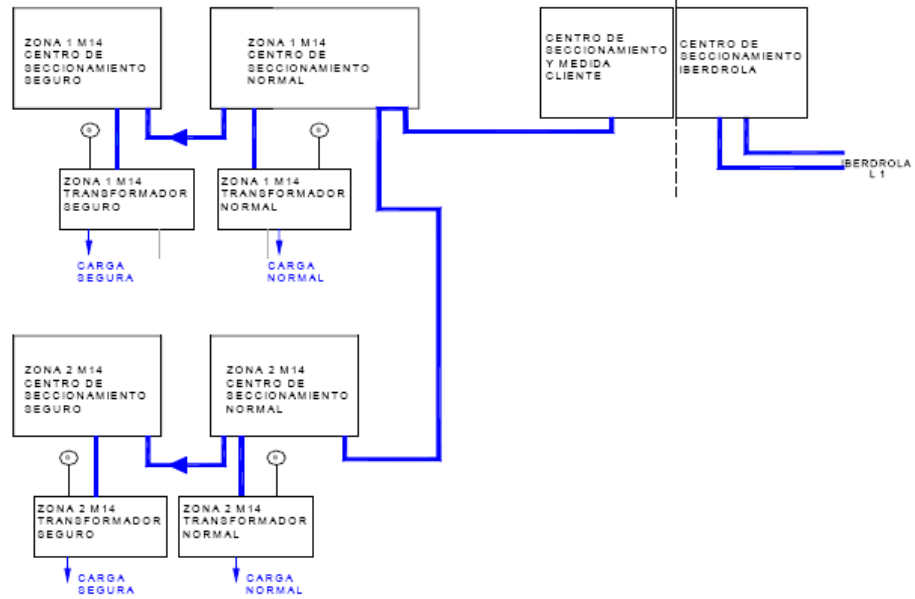 ZONA 1 M14
CENTRO DE
SECCIONAMIENTO
SEGURO
ZONA 1 M14
CENTRO DE
SECCIONAMIENTO
NORMAL
CENTRO DE
SECCIONAMIENTO
Y MEDIDA
CLIENTE
CENTRO DE
SECCIONAMIENTO
IBERDROLA
IBERDROLA
L 1
ZONA 1 M14
TRANSFORMADOR
SEGURO
ZONA 1 M14
TRANSFORMADOR
NORMAL
CARGA
SEGURA
CARGA
NORMAL
ZONA 2 M14
CENTRO DE
SECCIONAMIENTO
SEGURO
ZONA 2 M14
CENTRO DE
SECCIONAMIENTO
NORMAL
ZONA 2 M14
TRANSFORMADOR
SEGURO
ZONA 2 M14
TRANSFORMADOR
NORMAL
CARGA
SEGURA
CARGA
NORMAL